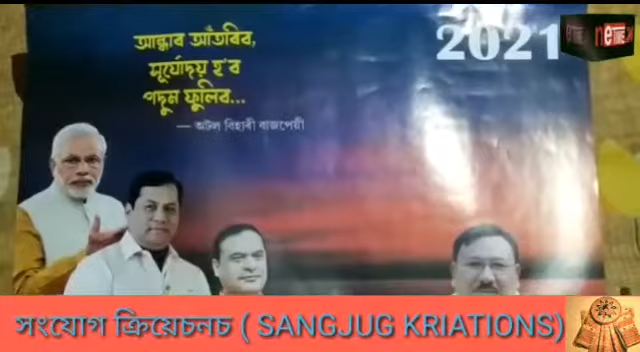 আন্ধাৰ আঁতৰিব,
সূৰ্যোদয় হ'ব
পদুম ফুলিব...
— অটল বিহাৰী বাজপেয়ী
2021
সংযোগ ক্ৰিয়েচনচ ( SANGJUG KRIATIONS)